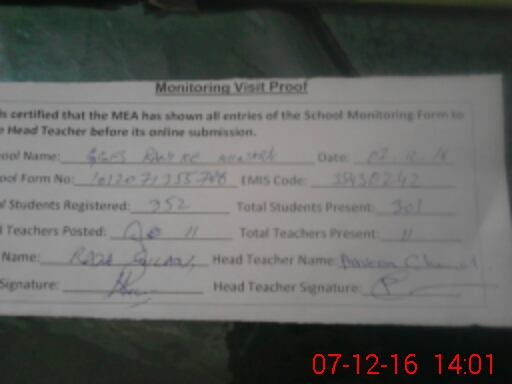 Monitoring Visit Proof
is certified that the MEA has shown all entries of the School Monitoring Form to
e Head Teacher before its online submission.
ool Name: GGES Date: 07.12.16
ool Form No: EMIS Code:
l Students Registered: 352 Total Students Present: 301
l Teachers Posted: 11 Total Teachers Present: 11
Name: Head Teacher Name:
Signature: Head Teacher Signature:
07-12-16 14:01